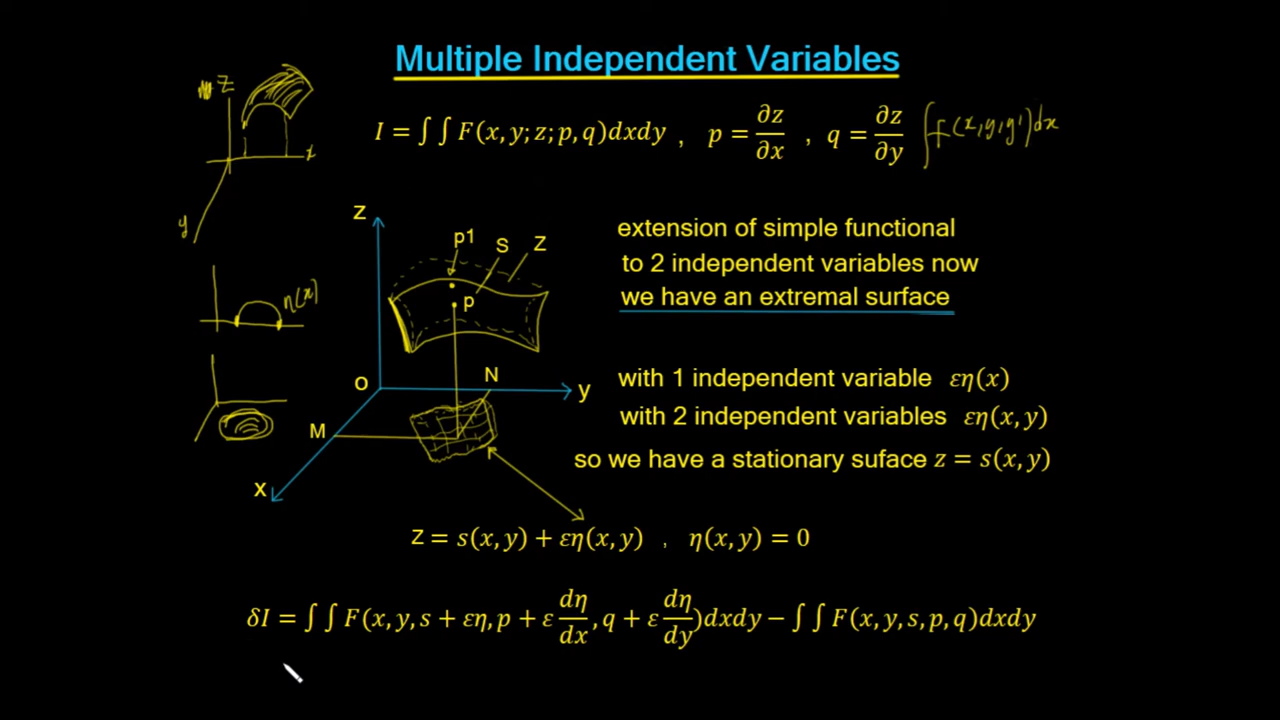 Multiple Independent Variables
z
x
y
I = ∫ ∫ F(x, y; z; p, q)dxdy , p = ∂z/∂x , q = ∂z/∂y ∫F(x, y, y')dx
η(x)
z
p1 S Z
p
O N y
M
x
extension of simple functional
to 2 independent variables now
we have an extremal surface
with 1 independent variable εη(x)
with 2 independent variables εη(x, y)
so we have a stationary suface z = s(x, y)
z = s(x, y) + εη(x, y) , η(x, y) = 0
δI = ∫ ∫ F(x, y, s + εη, p + ε dη/dx, q + ε dη/dy)dxdy − ∫ ∫ F(x, y, s, p, q)dxdy